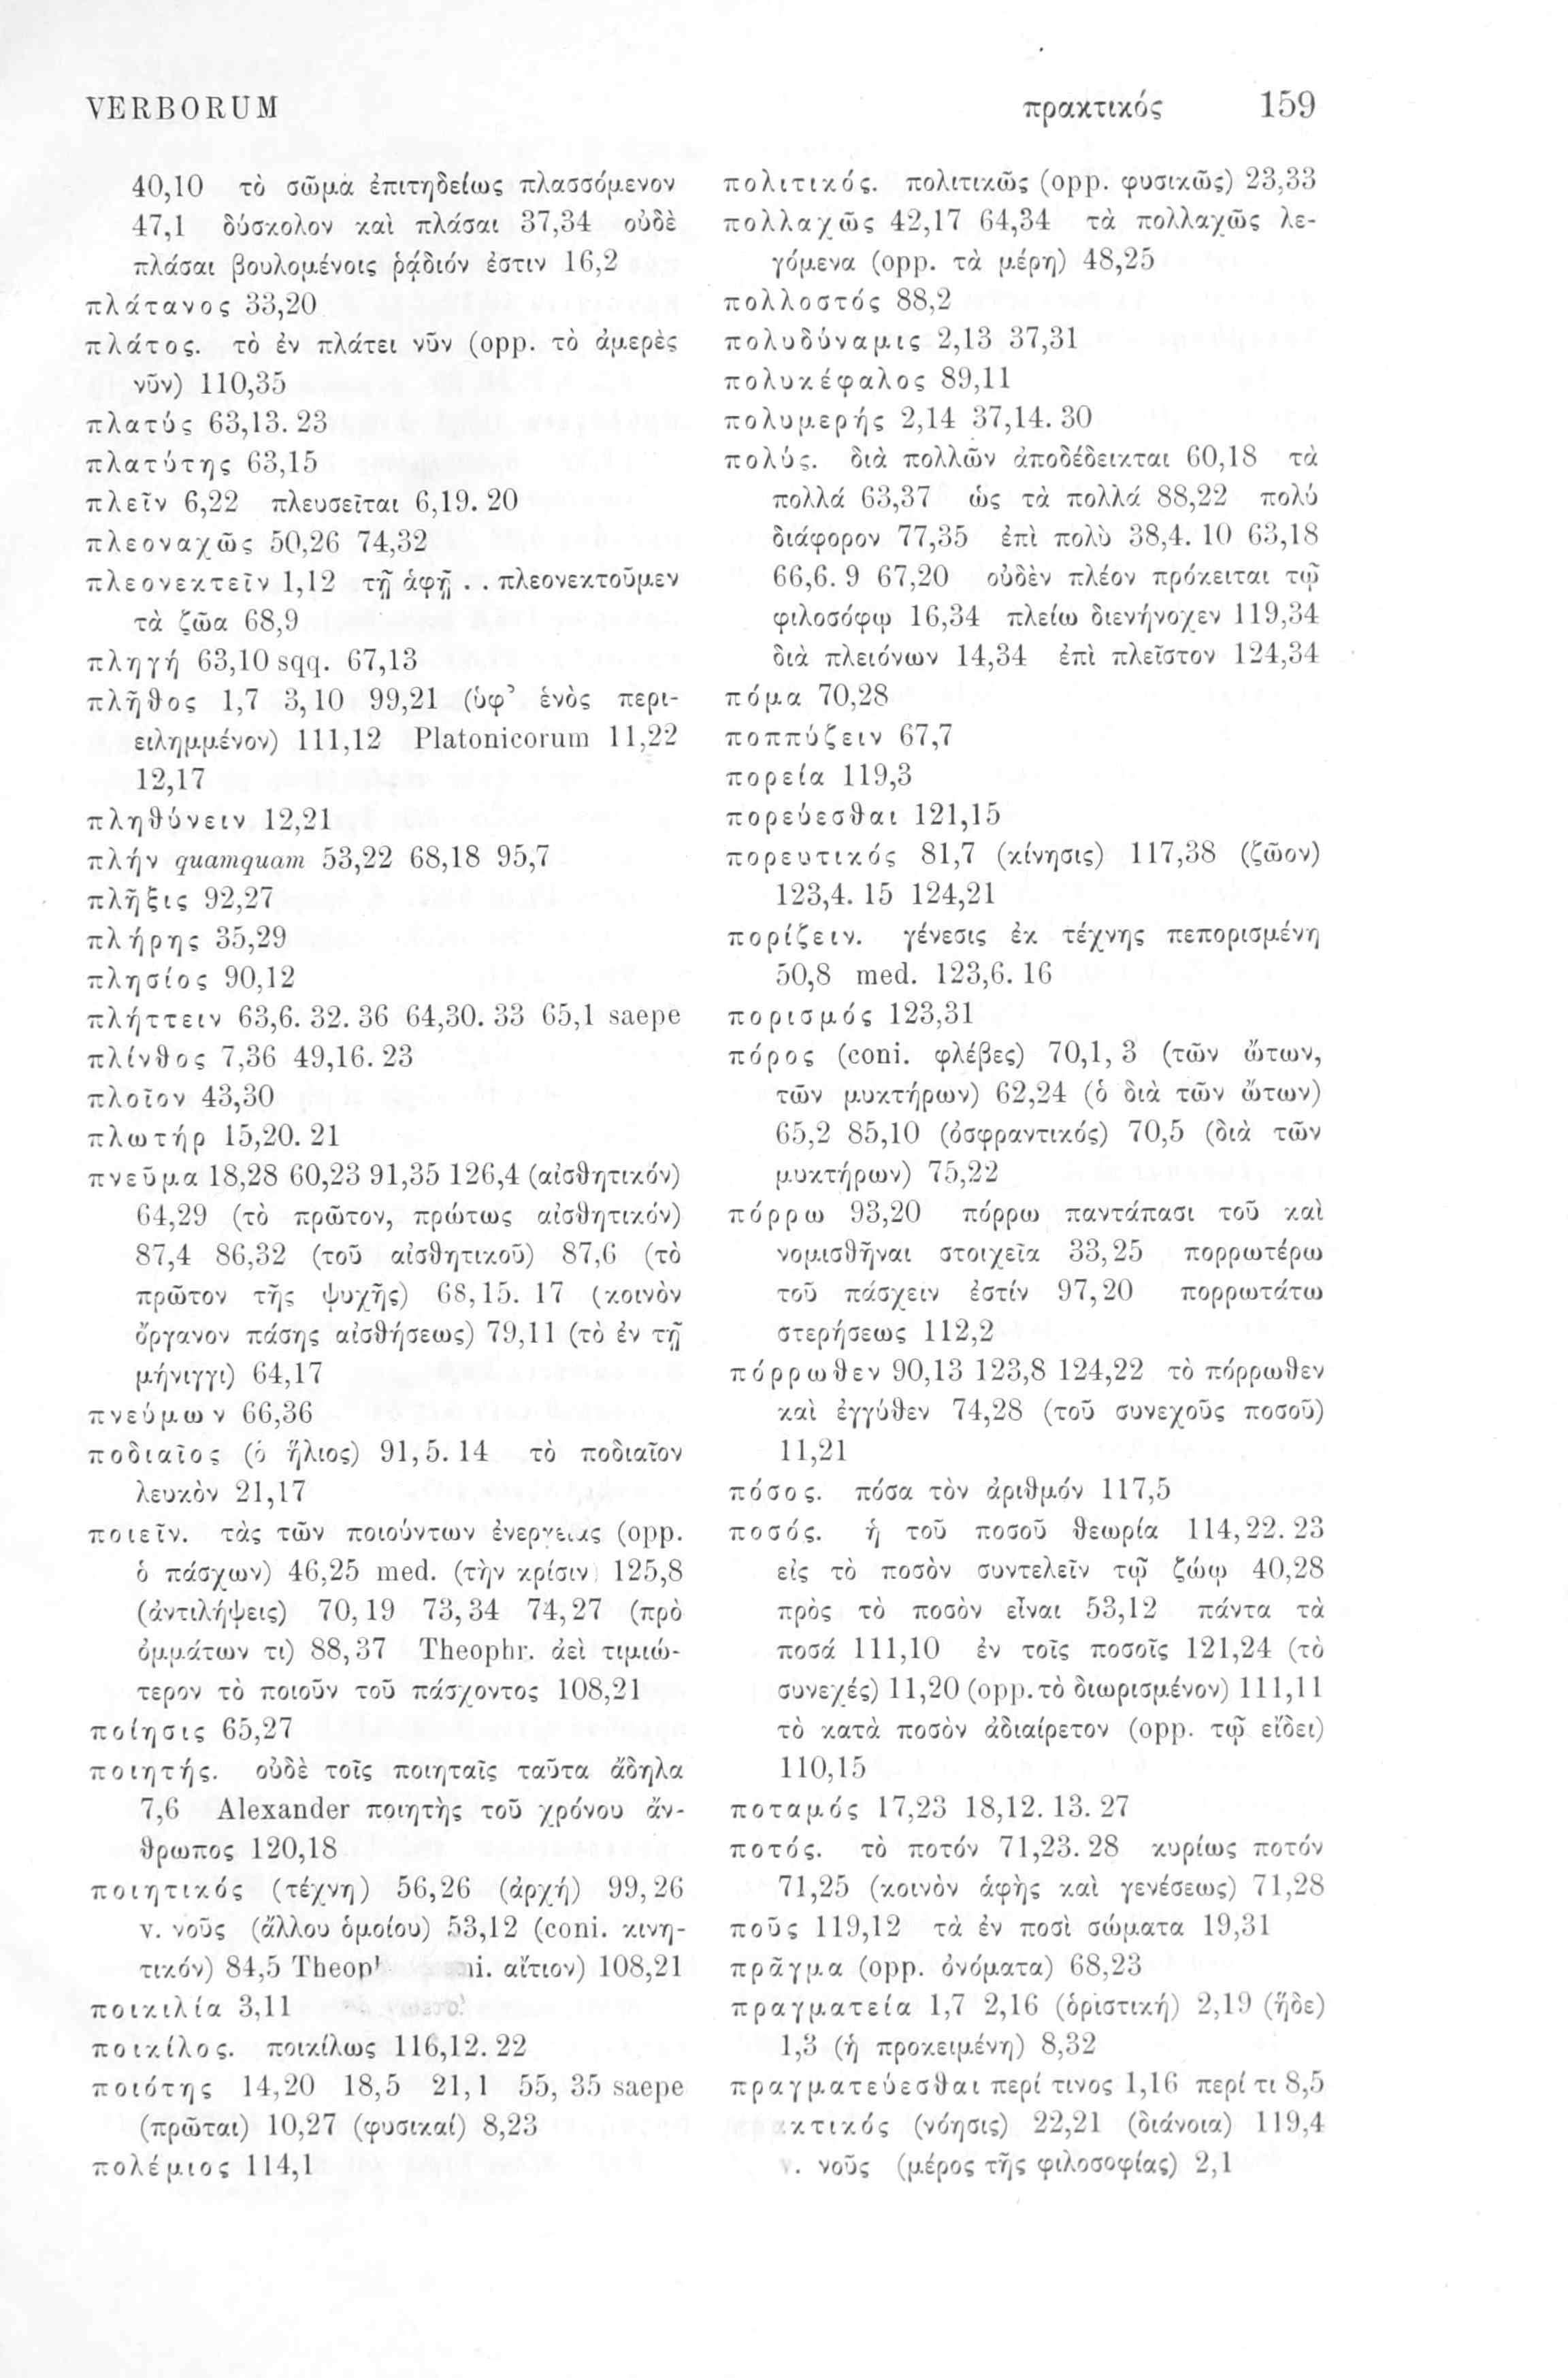 VERBORUM
πρακτικός 159
40,10 τὸ σῶμα ἐπιτηδείως πλασσόμενον
47,1 δύσκολον καὶ πλάσαι 37,34 οὐδὲ
πλάσαι βουλομένοις ῥᾴδιόν ἐστιν 16,2
πλάτανος 33,20
πλάτος. τὸ ἐν πλάτει νῦν (opp. τὸ ἀμερὲς
νῦν) 110,35
πλατύς 63,13. 23
πλατύτης 63,15
πλεῖν 6,22 πλευσεῖται 6,19. 20
πλεοναχῶς 50,26 74,32
πλεονεκτεῖν 1,12 τῇ ἁφῇ . . πλεονεκτοῦμεν
τὰ ζῶα 68,9
πληγή 63,10 sqq. 67,13
πλῆθος 1,7 3,10 99,21 (ὑφ’ ἑνὸς περι-
ειλημμένον) 111,12 Platonicorum 11,22
12,17
πληθύνειν 12,21
πλήν quamquam 53,22 68,18 95,7
πλῆξις 92,27
πλήρης 35,29
πλησίος 90,12
πλήττειν 63,6. 32. 36 64,30. 33 65,1 saepe
πλίνθος 7,36 49,16. 23
πλοῖον 43,30
πλωτήρ 15,20. 21
πνεῦμα 18,28 60,23 91,35 126,4 (αἰσθητικόν)
64,29 (τὸ πρῶτον, πρώτως αἰσθητικόν)
87,4 86,32 (τοῦ αἰσθητικοῦ) 87,6 (τὸ
πρῶτον τῆς ψυχῆς) 68,15. 17 (κοινὸν
ὄργανον πάσης αἰσθήσεως) 79,11 (τὸ ἐν τῇ
μήνιγγι) 64,17
πνεύμων 66,36
ποδιαῖος (ὁ ἥλιος) 91,5. 14 τὸ ποδιαῖον
λευκὸν 21,17
ποιεῖν. τὰς τῶν ποιούντων ἐνεργείας (opp.
ὁ πάσχων) 46,25 med. (τὴν κρίσιν) 125,8
(ἀντιλήψεις) 70,19 73,34 74,27 (πρὸ
ὀμμάτων τι) 88,37 Theophr. ἀεὶ τιμιώ-
τερον τὸ ποιοῦν τοῦ πάσχοντος 108,21
ποίησις 65,27
ποιητής. οὐδὲ τοῖς ποιηταῖς ταῦτα ἄδηλα
7,6 Alexander ποιητὴς τοῦ χρόνου ἄν-
θρωπος 120,18
ποιητικός (τέχνη) 56,26 (ἀρχή) 99,26
v. νοῦς (ἄλλου ὁμοίου) 53,12 (coni. κινη-
τικόν) 84,5 αἴτιον) 108,21
ποικιλία 3,11
ποικίλος. ποικίλως 116,12. 22
ποιότης 14,20 18,5 21,1 55,35 saepe
(πρῶται) 10,27 (φυσικαί) 8,23
πολέμιος 114,1
πολιτικός. πολιτικῶς (opp. φυσικῶς) 23,33
πολλαχῶς 42,17 64,34 τὰ πολλαχῶς λε-
γόμενα (opp. τὰ μέρη) 48,25
πολλοστός 88,2
πολυδύναμις 2,13 37,31
πολυκέφαλος 89,11
πολυμερής 2,14 37,14. 30
πολύς. διὰ πολλῶν ἀποδέδεικται 60,18 τὰ
πολλά 63,37 ὡς τὰ πολλά 88,22 πολύ
διάφορον 77,35 ἐπὶ πολὺ 38,4. 10 63,18
66,6. 9 67,20 οὐδὲν πλέον πρόκειται τῷ
φιλοσόφῳ 16,34 πλείω διενήνοχεν 119,34
διὰ πλειόνων 14,34 ἐπὶ πλεῖστον 124,34
πόμα 70,28
ποππύζειν 67,7
πορεία 119,3
πορεύεσθαι 121,15
πορευτικός 81,7 (κίνησις) 117,38 (ζῶον)
123,4. 15 124,21
πορίζειν. γένεσις ἐκ τέχνης πεπορισμένη
50,8 med. 123,6. 16
πορισμός 123,31
πόρος (coni. φλέβες) 70,1, 3 (τῶν ὤτων,
τῶν μυκτήρων) 62,24 (ὁ διὰ τῶν ὤτων)
65,2 85,10 (ὀσφραντικός) 70,5 (διὰ τῶν
μυκτήρων) 75,22
πόρρω 93,20 πόρρω παντάπασι τοῦ καὶ
νομισθῆναι στοιχεῖα 33,25 πορρωτέρω
τοῦ πάσχειν ἐστίν 97,20 πορρωτάτω
στερήσεως 112,2
πόρρωθεν 90,13 123,8 124,22 τὸ πόρρωθεν
καὶ ἐγγύθεν 74,28 (τοῦ συνεχοῦς ποσοῦ)
11,21
πόσος. πόσα τὸν ἀριθμόν 117,5
ποσός. ἡ τοῦ ποσοῦ θεωρία 114,22. 23
εἰς τὸ ποσὸν συντελεῖν τῷ ζώῳ 40,28
πρὸς τὸ ποσὸν εἶναι 53,12 πάντα τὰ
ποσά 111,10 ἐν τοῖς ποσοῖς 121,24 (τὸ
συνεχές) 11,20 (opp. τὸ διωρισμένον) 111,11
τὸ κατὰ ποσὸν ἀδιαίρετον (opp. τῷ εἴδει)
110,15
ποταμός 17,23 18,12. 13. 27
ποτός. τὸ ποτόν 71,23. 28 κυρίως ποτόν
71,25 (κοινὸν ἁφῆς καὶ γενέσεως) 71,28
ποῦς 119,12 τὰ ἐν ποσὶ σώματα 19,31
πρᾶγμα (opp. ὀνόματα) 68,23
πραγματεία 1,7 2,16 (ὁριστική) 2,19 (ἥδε)
1,3 (ἡ προκειμένη) 8,32
πραγματεύεσθαι περί τινος 1,16 περί τι 8,5
πρακτικός (νόησις) 22,21 (διάνοια) 119,4
v. νοῦς (μέρος τῆς φιλοσοφίας) 2,1